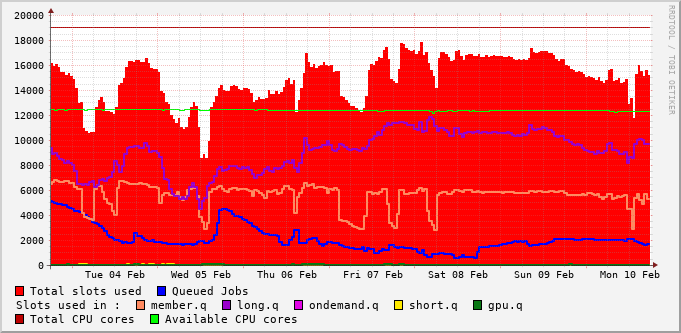 20000
18000
16000
14000
12000
10000
8000
6000
4000
2000
0
Tue 04 Feb Wed 05 Feb Thu 06 Feb Fri 07 Feb Sat 08 Feb Sun 09 Feb Mon 10 Feb
Total slots used Queued Jobs
Slots used in : member.q long.q ondemand.q short.q gpu.q
Total CPU cores Available CPU cores
RRDTOOL / TOBI OETIKER